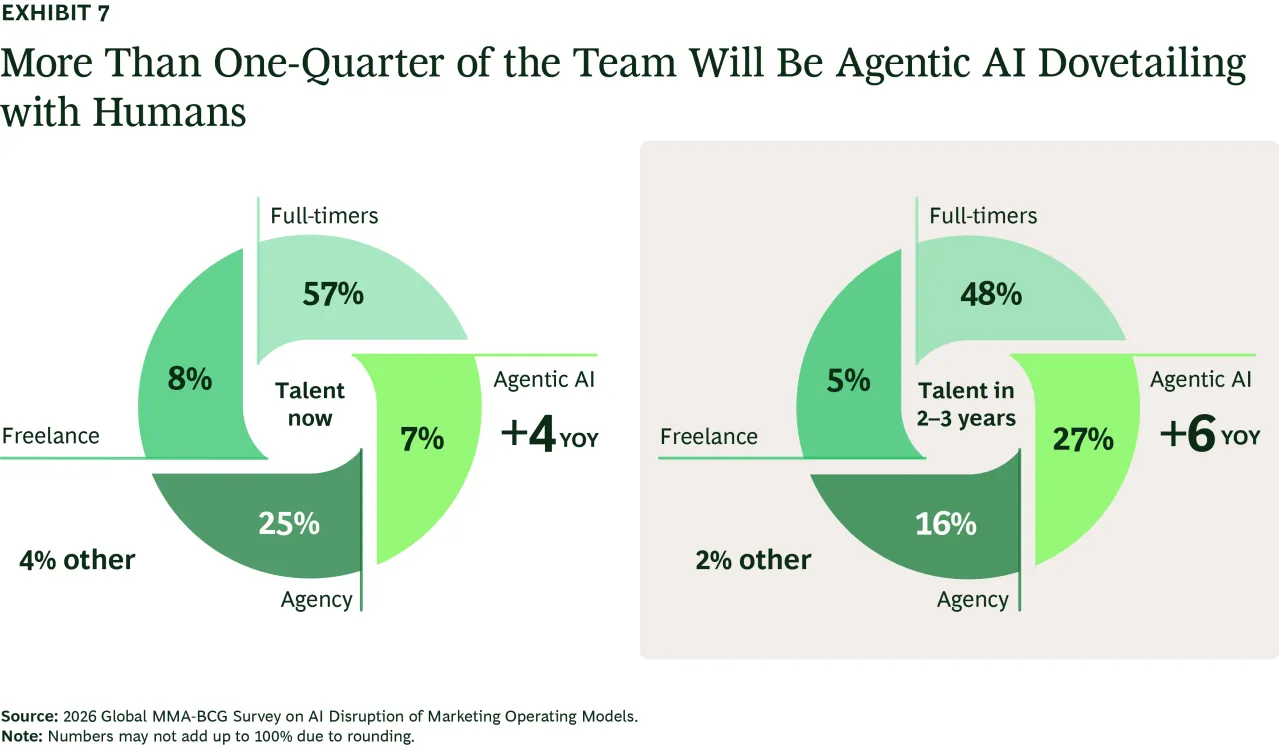 EXHIBIT 7
More Than One-Quarter of the Team Will Be Agentic AI Dovetailing
with Humans
Full-timers
57%
8%
Talent
now
Agentic AI
7%
+4 YOY
Freelance
25%
4% other
Agency
Full-timers
48%
5%
Talent in
2–3 years
Agentic AI
27%
+6 YOY
Freelance
16%
2% other
Agency
Source: 2026 Global MMA-BCG Survey on AI Disruption of Marketing Operating Models.
Note: Numbers may not add up to 100% due to rounding.